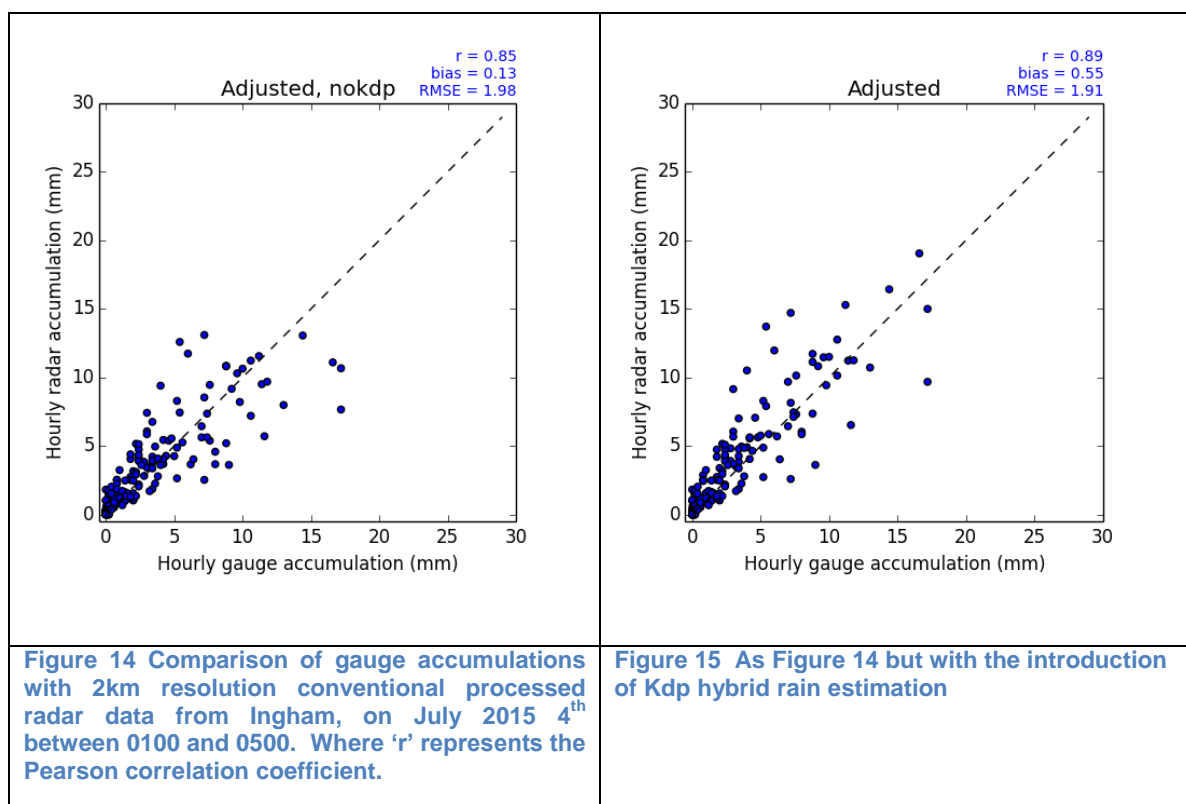 r = 0.85
bias = 0.13
RMSE = 1.98
Adjusted, nokdp
30
25
20
15
10
5
0
Hourly radar accumulation (mm)
0 5 10 15 20 25 30
Hourly gauge accumulation (mm)
r = 0.89
bias = 0.55
RMSE = 1.91
Adjusted
30
25
20
15
10
5
0
Hourly radar accumulation (mm)
0 5 10 15 20 25 30
Hourly gauge accumulation (mm)
Figure 14 Comparison of gauge accumulations
with 2km resolution conventional processed
radar data from Ingham, on July 2015 4th
between 0100 and 0500. Where ‘r’ represents the
Pearson correlation coefficient.
Figure 15 As Figure 14 but with the introduction
of Kdp hybrid rain estimation